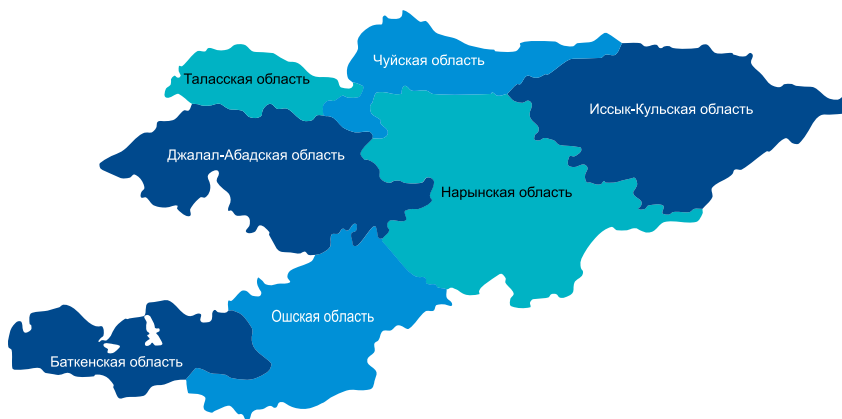 Чуйская область
Таласская область
Иссык-Кульская область
Джалал-Абадская область
Нарынская область
Ошская область
Баткенская область